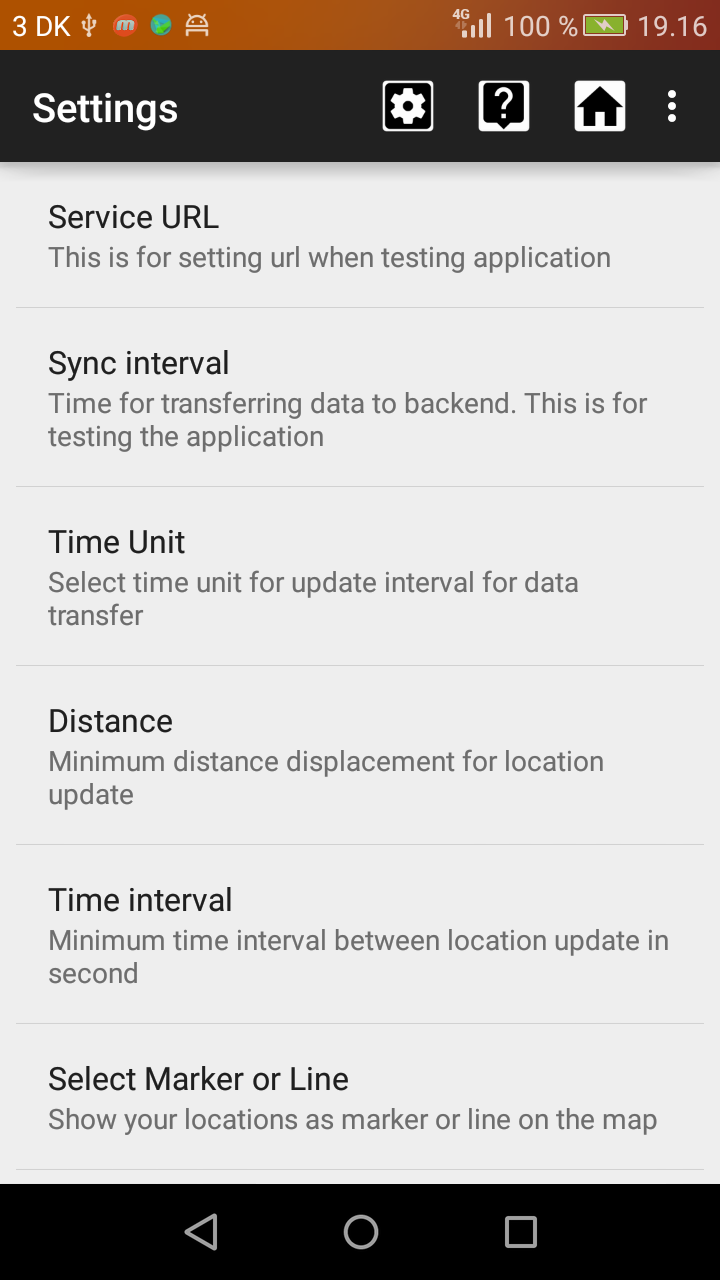 3 DK 4G 100 % 19.16
Settings
Service URL
This is for setting url when testing application
Sync interval
Time for transferring data to backend. This is for
testing the application
Time Unit
Select time unit for update interval for data
transfer
Distance
Minimum distance displacement for location
update
Time interval
Minimum time interval between location update in
second
Select Marker or Line
Show your locations as marker or line on the map